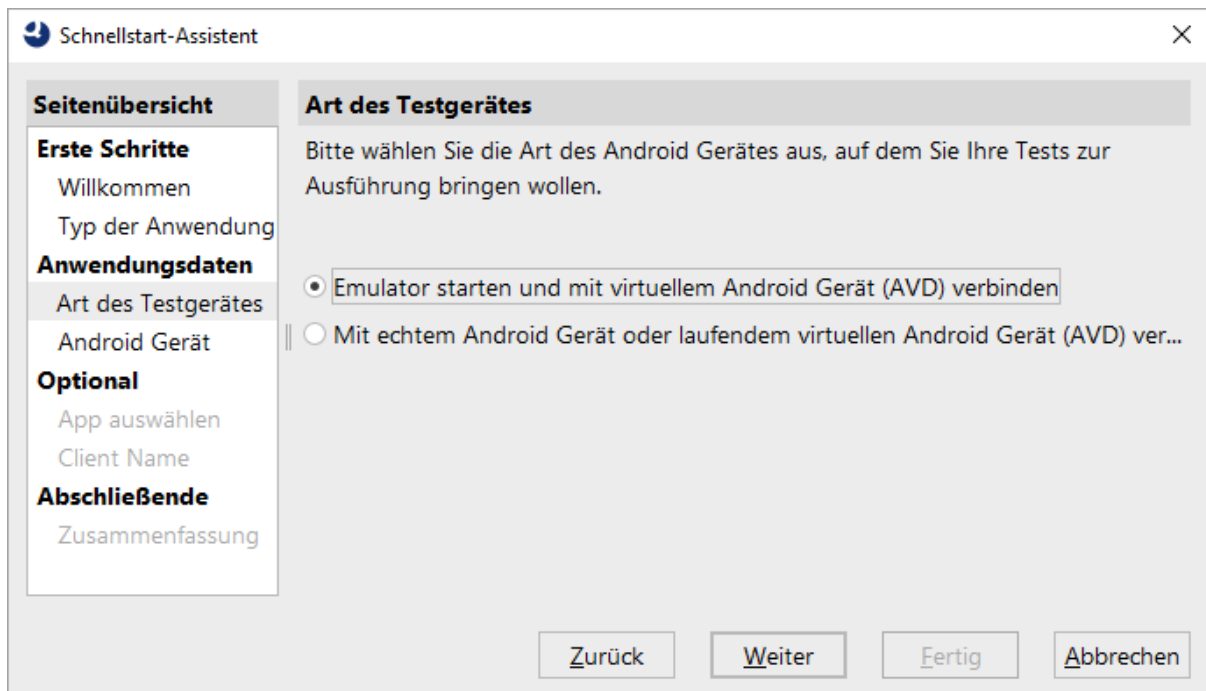 Schnellstart-Assistent
Seitenübersicht
Erste Schritte
Willkommen
Typ der Anwendung
Anwendungsdaten
Art des Testgerätes
Android Gerät
Optional
App auswählen
Client Name
Abschließende
Zusammenfassung
Art des Testgerätes
Bitte wählen Sie die Art des Android Gerätes aus, auf dem Sie Ihre Tests zur
Ausführung bringen wollen.
Emulator starten und mit virtuellem Android Gerät (AVD) verbinden
Mit echtem Android Gerät oder laufendem virtuellen Android Gerät (AVD) ver...
Zurück
Weiter
Fertig
Abbrechen